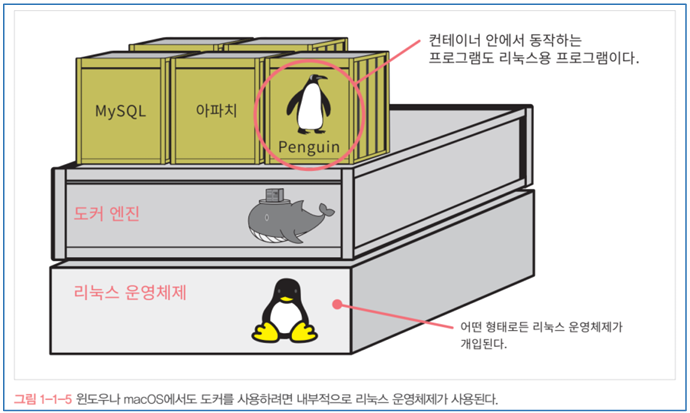 컨테이너 안에서 동작하는
프로그램도 리눅스용 프로그램이다.
MySQL
아파치
Penguin
도커 엔진
리눅스 운영체제
어떤 형태로든 리눅스 운영체제가
개입된다.
그림 1-1-5 윈도우나 macOS에서도 도커를 사용하려면 내부적으로 리눅스 운영체제가 사용된다.